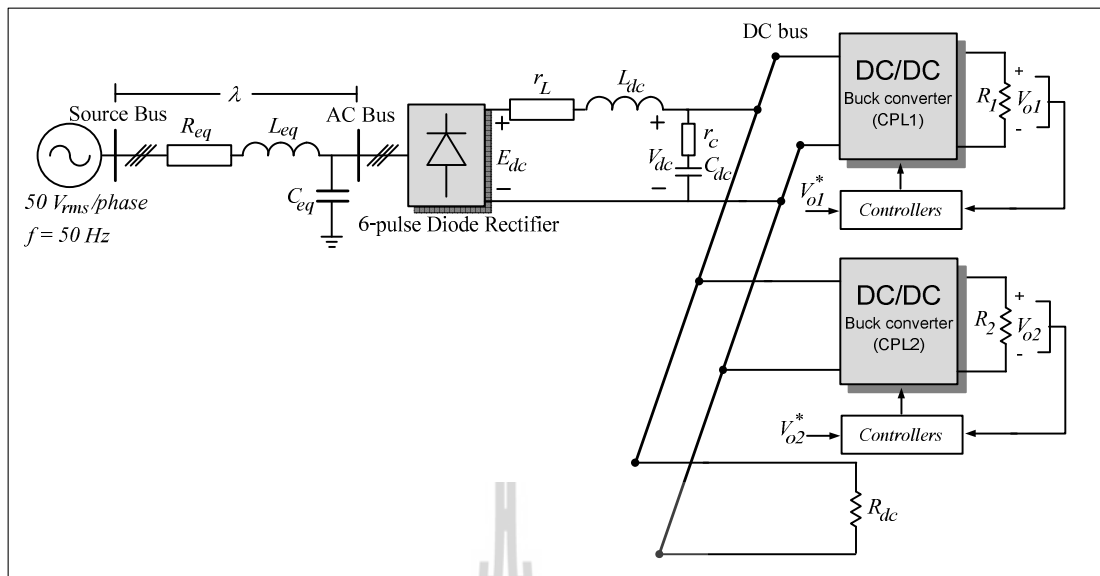 DC bus
λ
Source Bus
R_eq
L_eq
AC Bus
C_eq
50 V_rms/phase
f = 50 Hz
E_dc
+
-
6-pulse Diode Rectifier
r_L
L_dc
+
V_dc
-
r_c
C_dc
DC/DC
Buck converter
(CPL1)
R_1
+
V_o1
-
V_o1^*
Controllers
DC/DC
Buck converter
(CPL2)
R_2
+
V_o2
-
V_o2^*
Controllers
R_dc